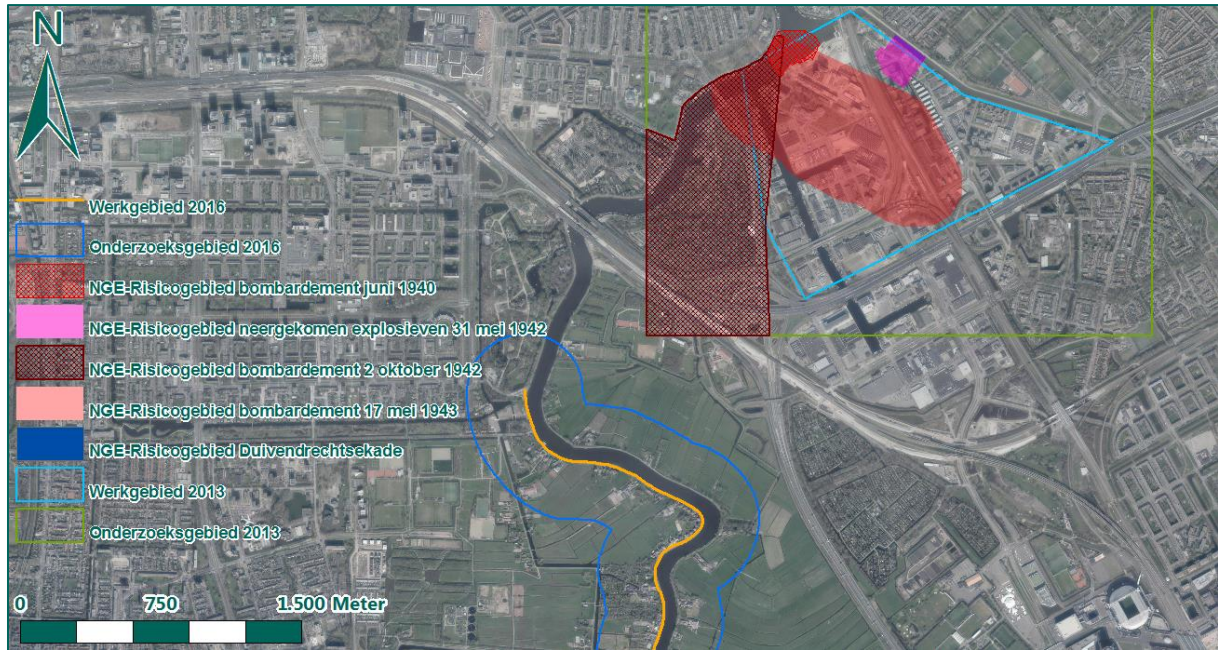 N
Werkgebied 2016
Onderzoeksgebied 2016
NGE-Risicogebied bombardement juni 1940
NGE-Risicogebied neergekomen explosieven 31 mei 1942
NGE-Risicogebied bombardement 2 oktober 1942
NGE-Risicogebied bombardement 17 mei 1943
NGE-Risicogebied Duivendrechtsekade
Werkgebied 2013
Onderzoeksgebied 2013
0 750 1.500 Meter